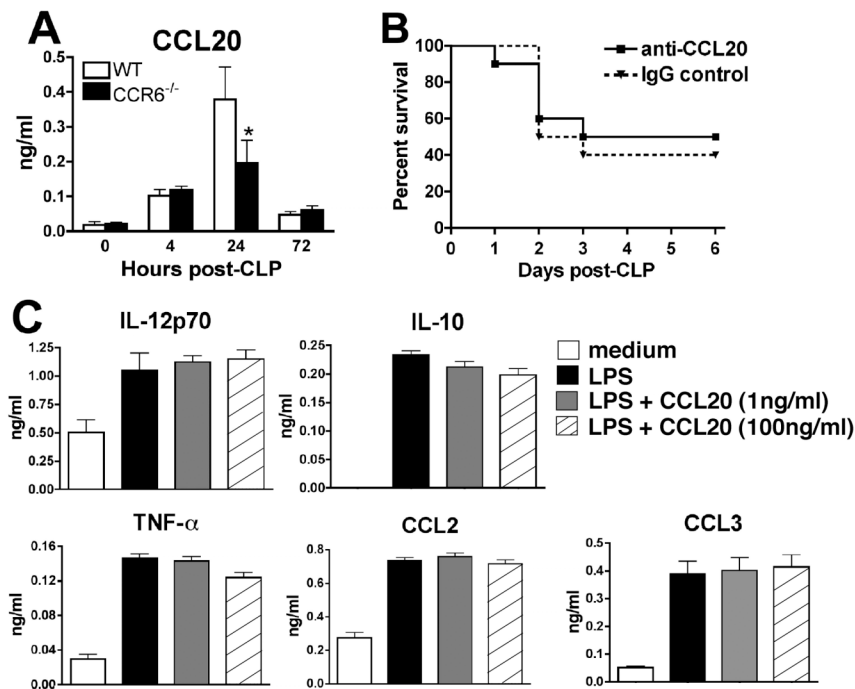 A
CCL20
WT
CCR6-/-
ng/ml
0.5
0.4
0.3
0.2
0.1
0.0
*
0 4 24 72
Hours post-CLP
B
anti-CCL20
IgG control
Percent survival
100
80
60
40
20
0
0 1 2 3 4 5 6
Days post-CLP
C
IL-12p70
ng/ml
1.25
1.00
0.75
0.50
0.25
0.00
IL-10
ng/ml
0.25
0.20
0.15
0.10
0.05
0.00
medium
LPS
LPS + CCL20 (1ng/ml)
LPS + CCL20 (100ng/ml)
TNF-α
ng/ml
0.16
0.12
0.08
0.04
0.00
CCL2
ng/ml
0.8
0.6
0.4
0.2
0.0
CCL3
ng/ml
0.5
0.4
0.3
0.2
0.1
0.0